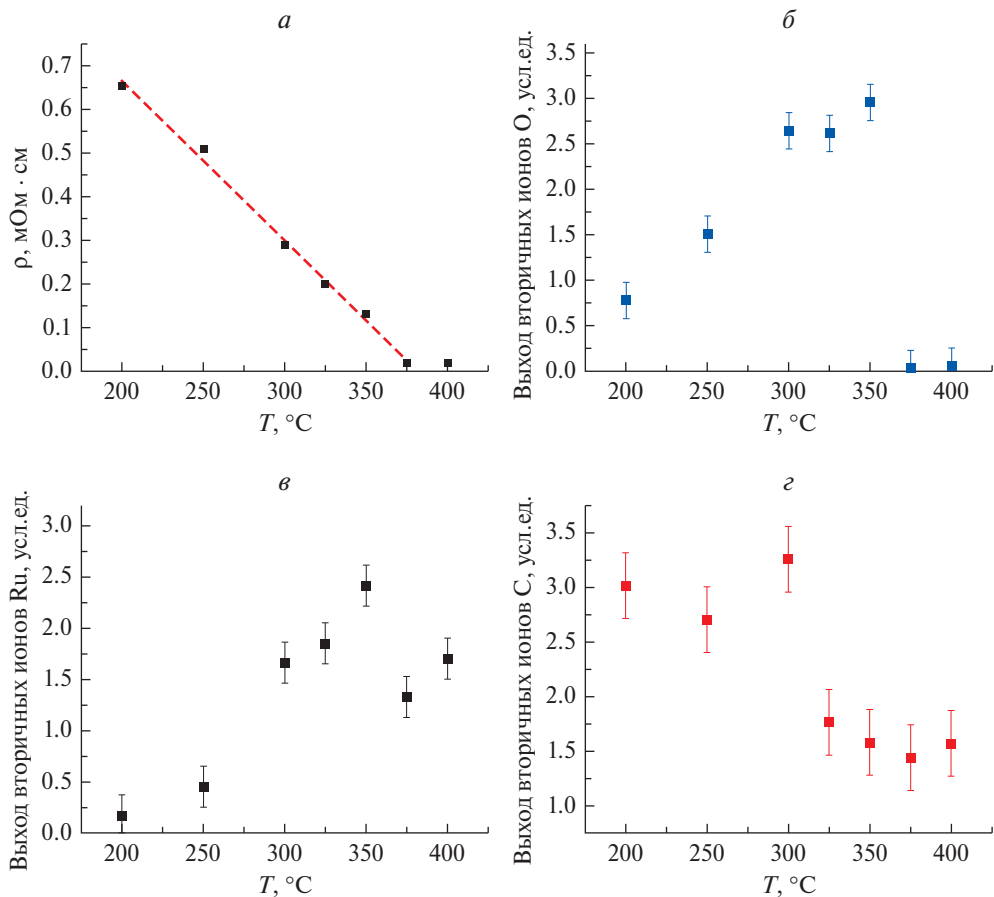 а
ρ, мОм · см
0.7
0.6
0.5
0.4
0.3
0.2
0.1
0.0
200 250 300 350 400
T, °C
б
Выход вторичных ионов O, усл.ед.
3.5
3.0
2.5
2.0
1.5
1.0
0.5
0.0
200 250 300 350 400
T, °C
в
Выход вторичных ионов Ru, усл.ед.
3.0
2.5
2.0
1.5
1.0
0.5
0.0
200 250 300 350 400
T, °C
г
Выход вторичных ионов C, усл.ед.
3.5
3.0
2.5
2.0
1.5
1.0
200 250 300 350 400
T, °C